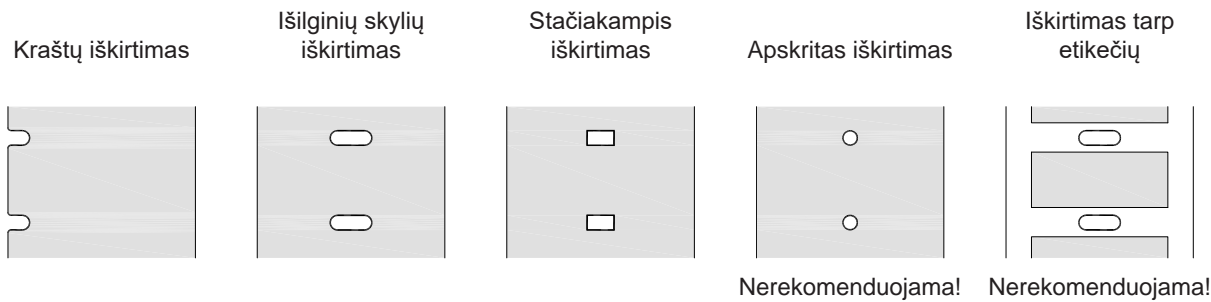 Kraštų iškirtimas
Išilginių skylių
iškirtimas
Stačiakampis
iškirtimas
Apskritas iškirtimas
Iškirtimas tarp
etikečių
Nerekomenduojama!
Nerekomenduojama!